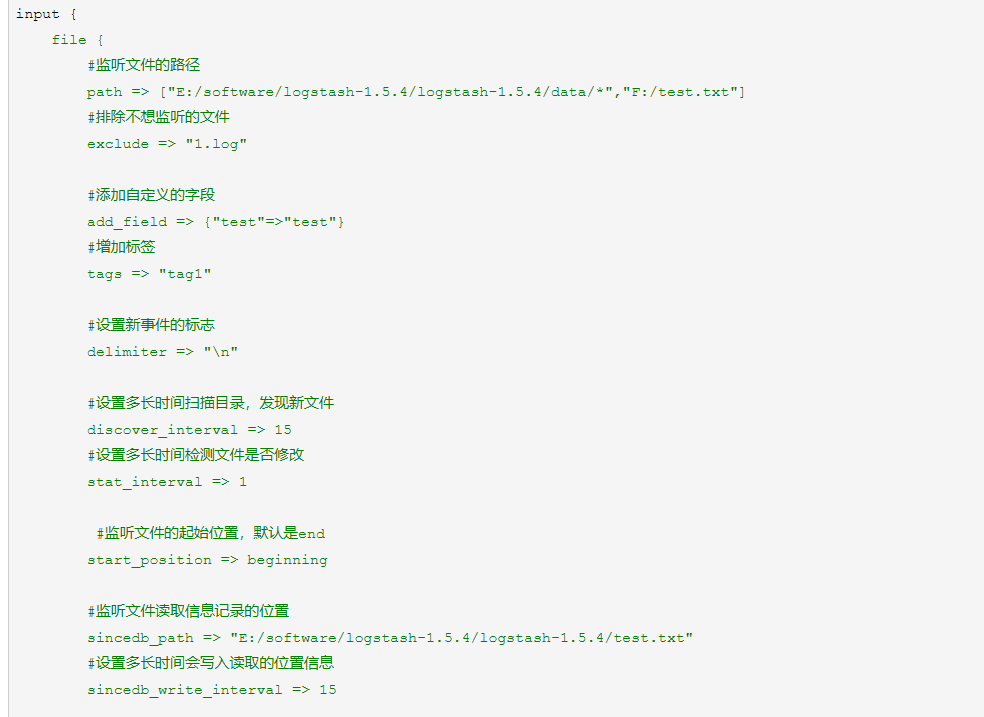 input {
file {
#监听文件的路径
path => ["E:/software/logstash-1.5.4/logstash-1.5.4/data/*","F:/test.txt"]
#排除不想监听的文件
exclude => "1.log"
#添加自定义的字段
add_field => {"test"=>"test"}
#增加标签
tags => "tag1"
#设置新事件的标志
delimiter => "\n"
#设置多长时间扫描目录，发现新文件
discover_interval => 15
#设置多长时间检测文件是否修改
stat_interval => 1
#监听文件的起始位置，默认是end
start_position => beginning
#监听文件读取信息记录的位置
sincedb_path => "E:/software/logstash-1.5.4/logstash-1.5.4/test.txt"
#设置多长时间会写入读取的位置信息
sincedb_write_interval => 15